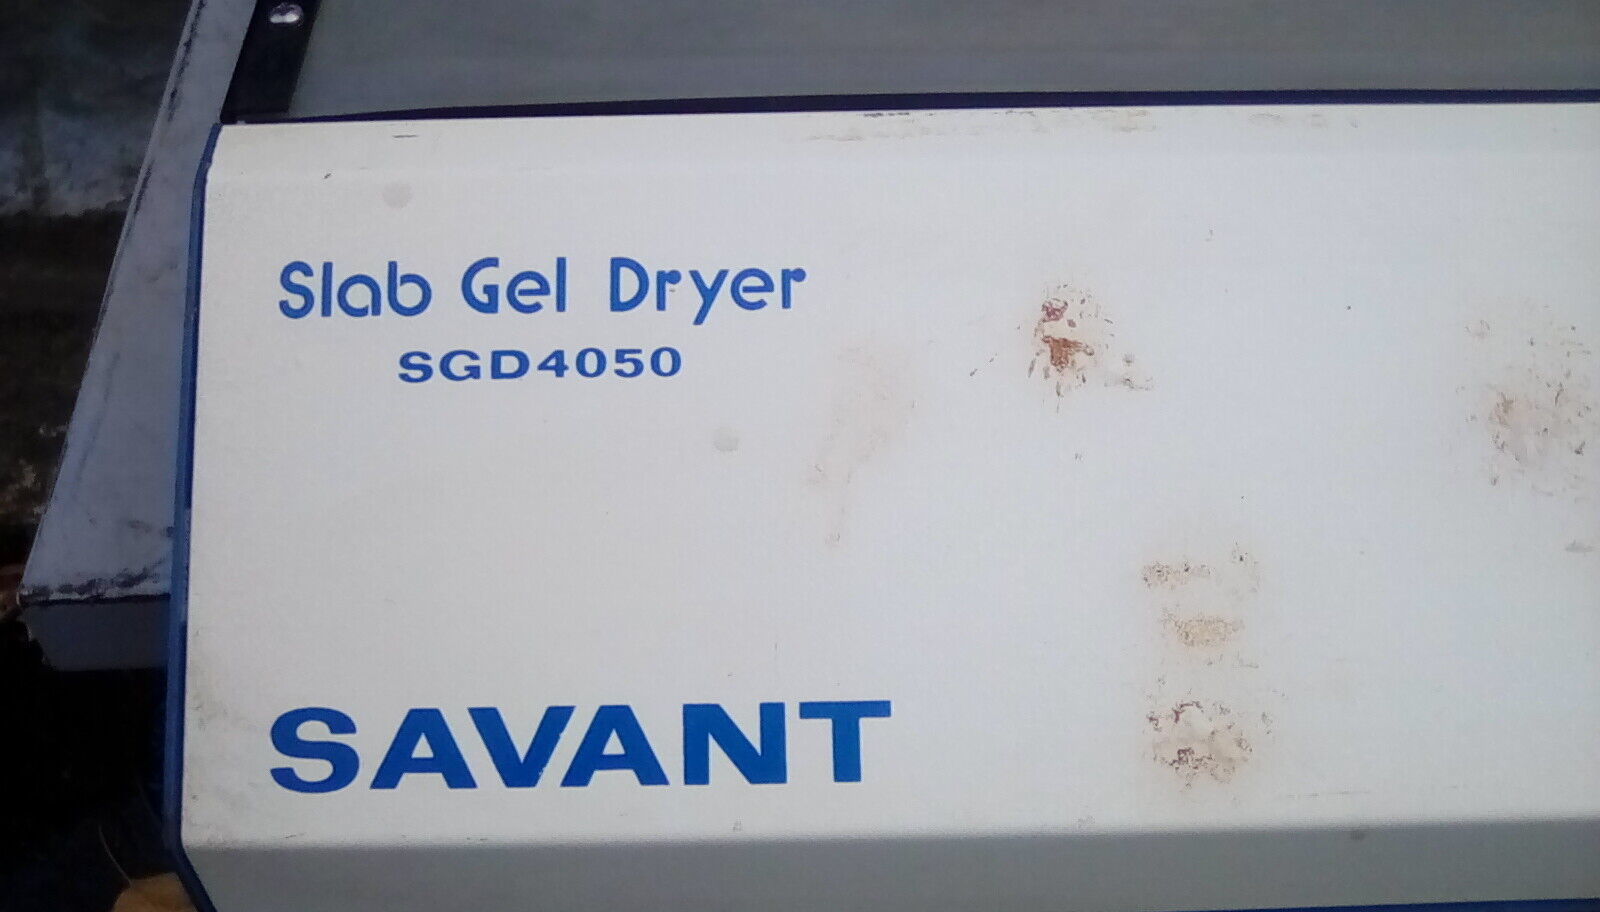 Slab Gel Dryer
SGD4050
SAVANT